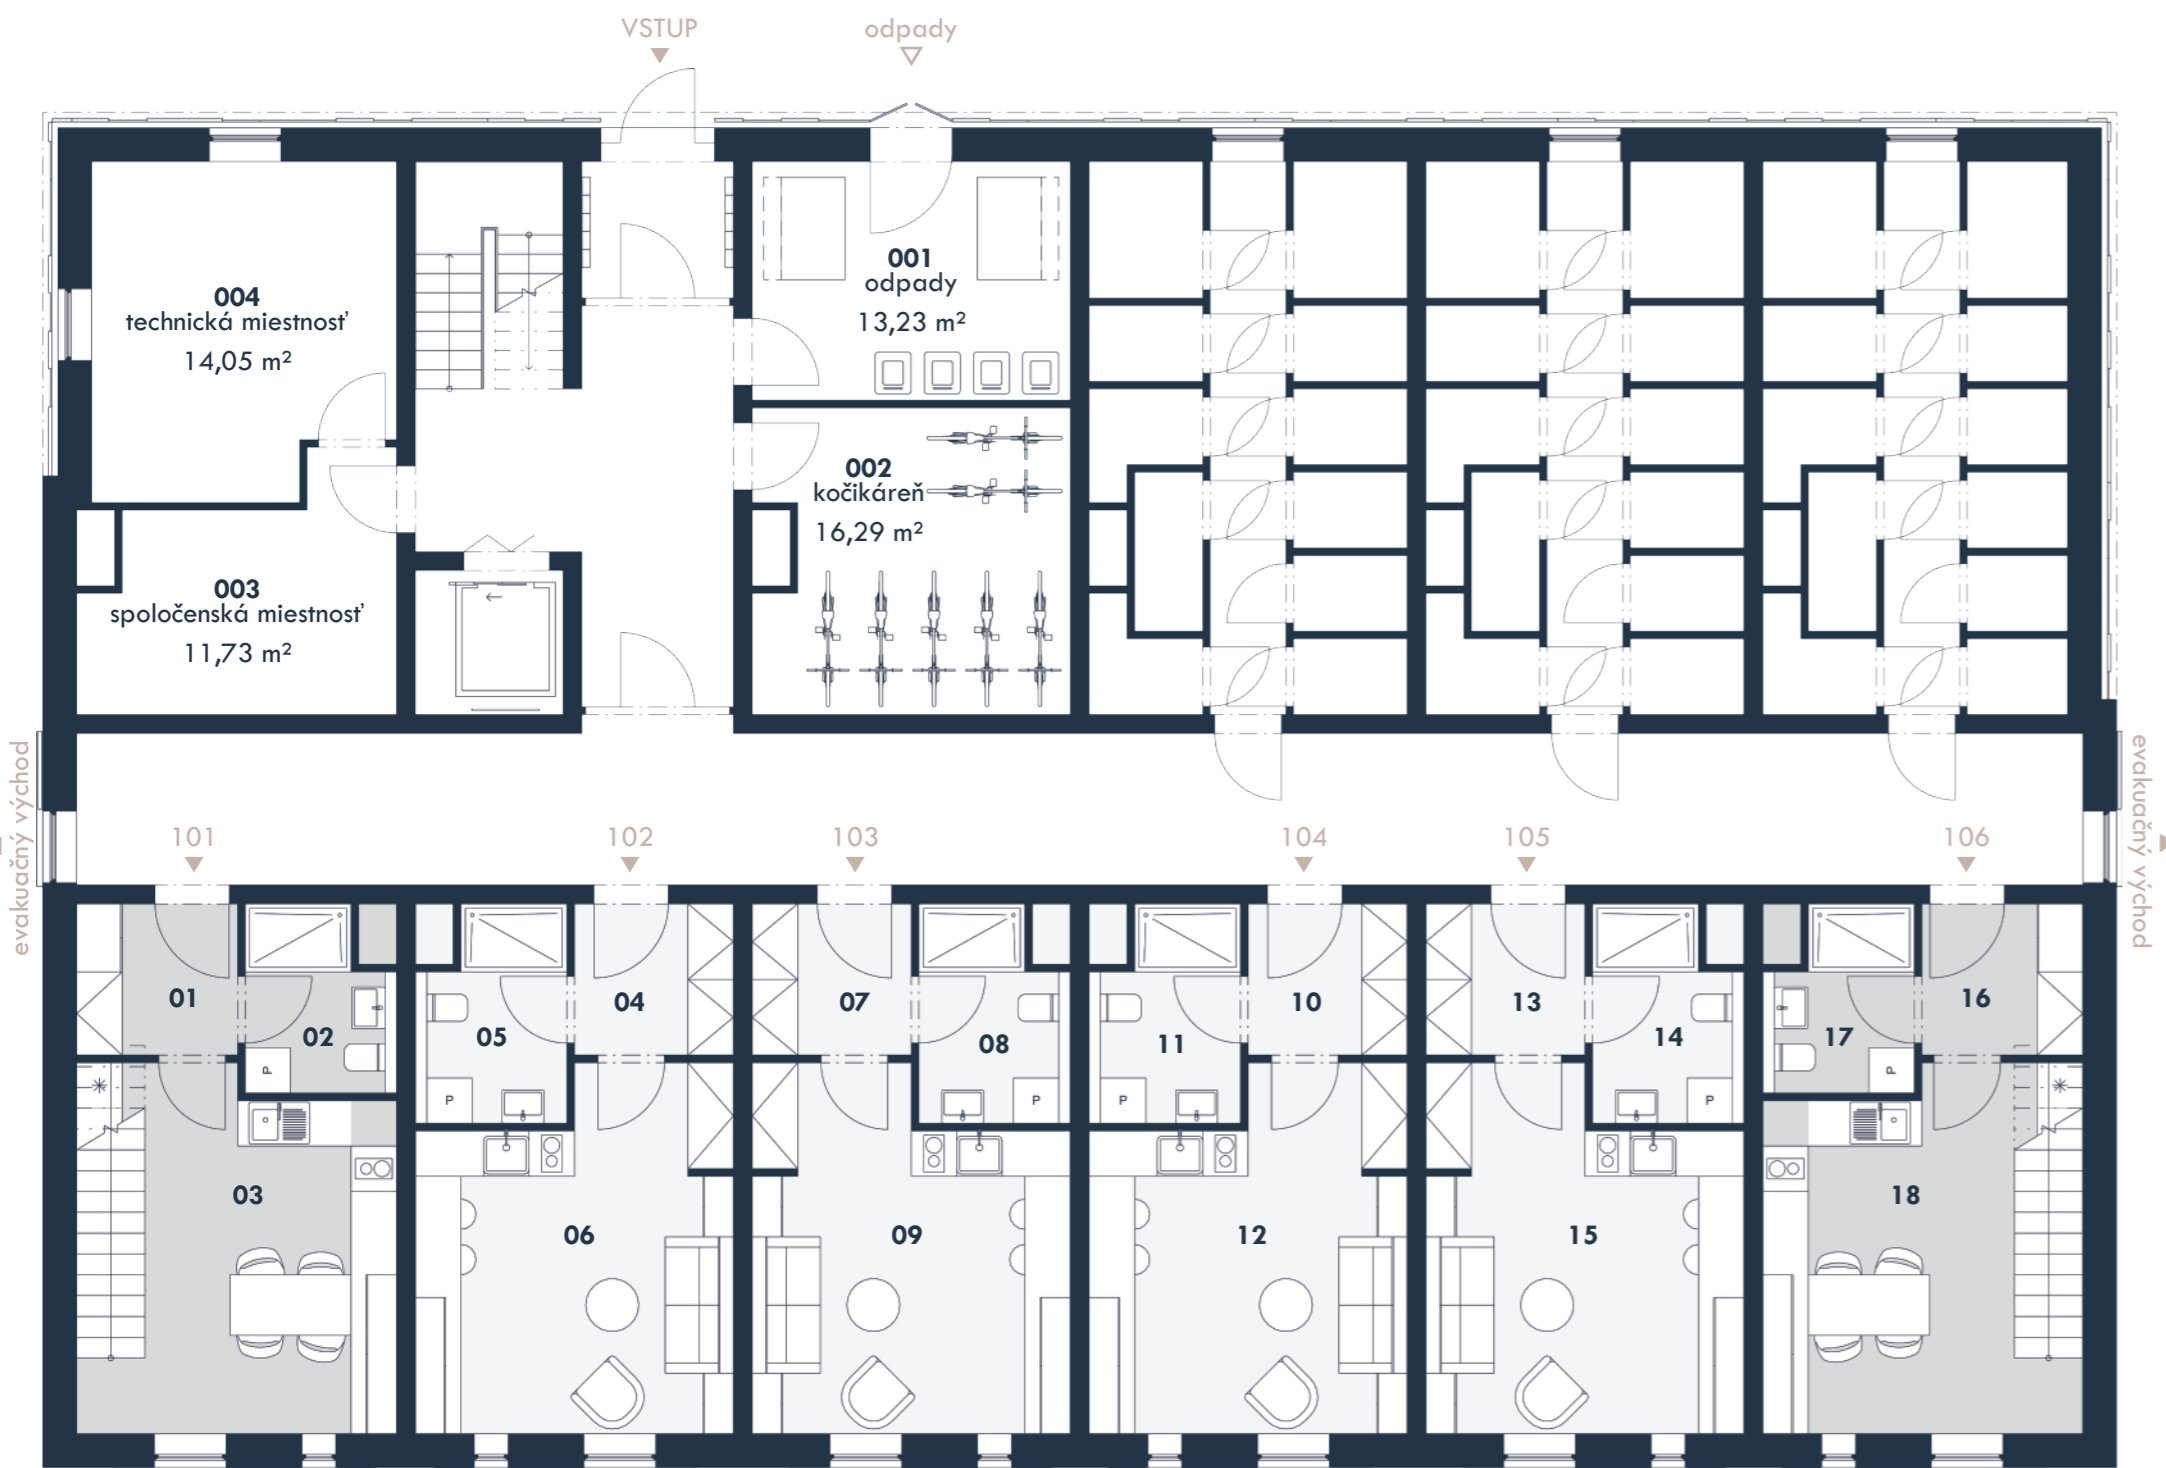 VSTUP
odpady
001
odpady
13,23 m²
004
technická miestnosť
14,05 m²
002
kočikáreň
16,29 m²
003
spoločenská miestnosť
11,73 m²
evakuačný východ
evakuačný východ
101
102
103
104
105
106
01
02
P
03
04
05
P
06
07
08
P
09
10
11
P
12
13
14
P
15
16
17
P
18